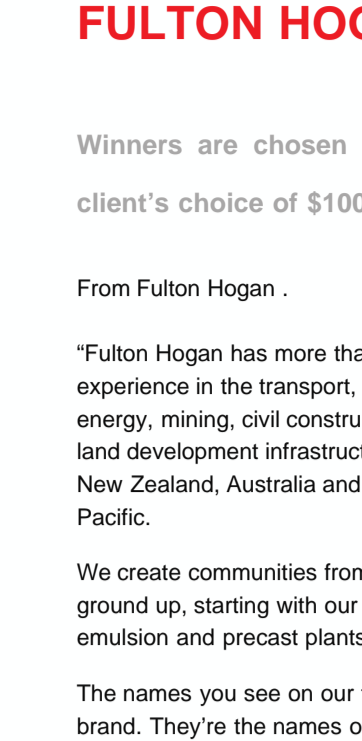 FULTON HOG
Winners are chosen
client's choice of $100
From Fulton Hogan .
“Fulton Hogan has more tha
experience in the transport,
energy, mining, civil constru
land development infrastruct
New Zealand, Australia and
Pacific.
We create communities from
ground up, starting with our
emulsion and precast plants
The names you see on our
brand. They’re the names o